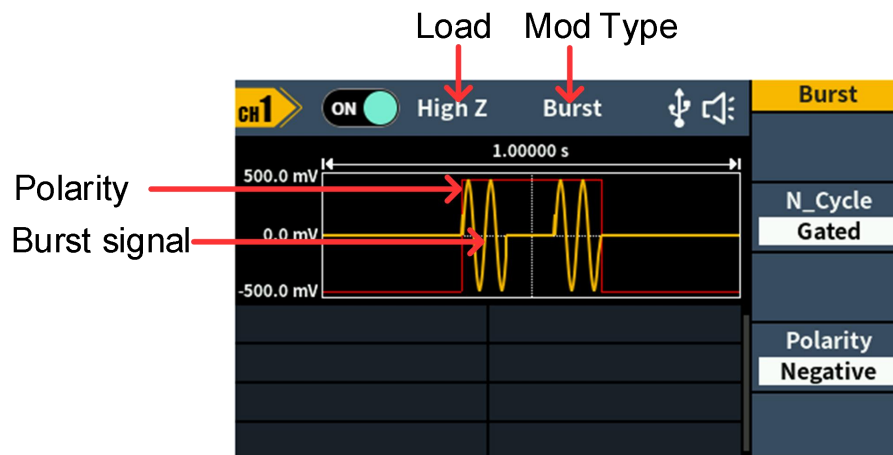 Load Mod Type
CH1 ON High Z Burst Burst
1.00000 s
500.0 mV
Polarity
N_Cycle
Gated
Burst signal
0.0 mV
-500.0 mV
Polarity
Negative